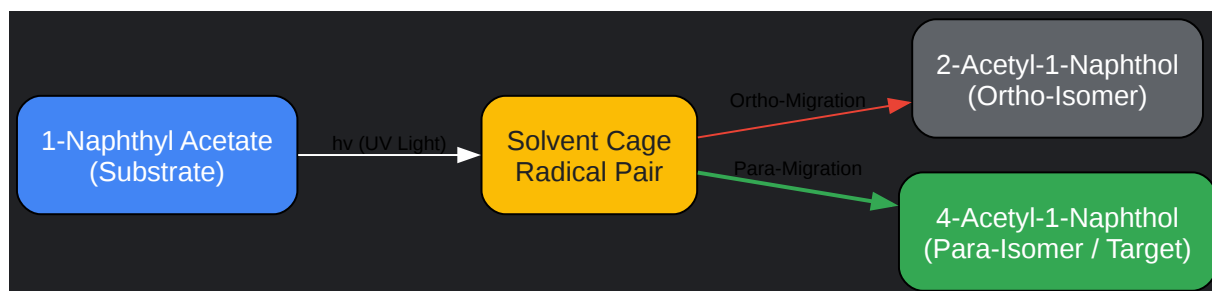 1-Naphthyl Acetate
(Substrate)
hv (UV Light)
Solvent Cage
Radical Pair
Ortho-Migration
Para-Migration
2-Acetyl-1-Naphthol
(Ortho-Isomer)
4-Acetyl-1-Naphthol
(Para-Isomer / Target)